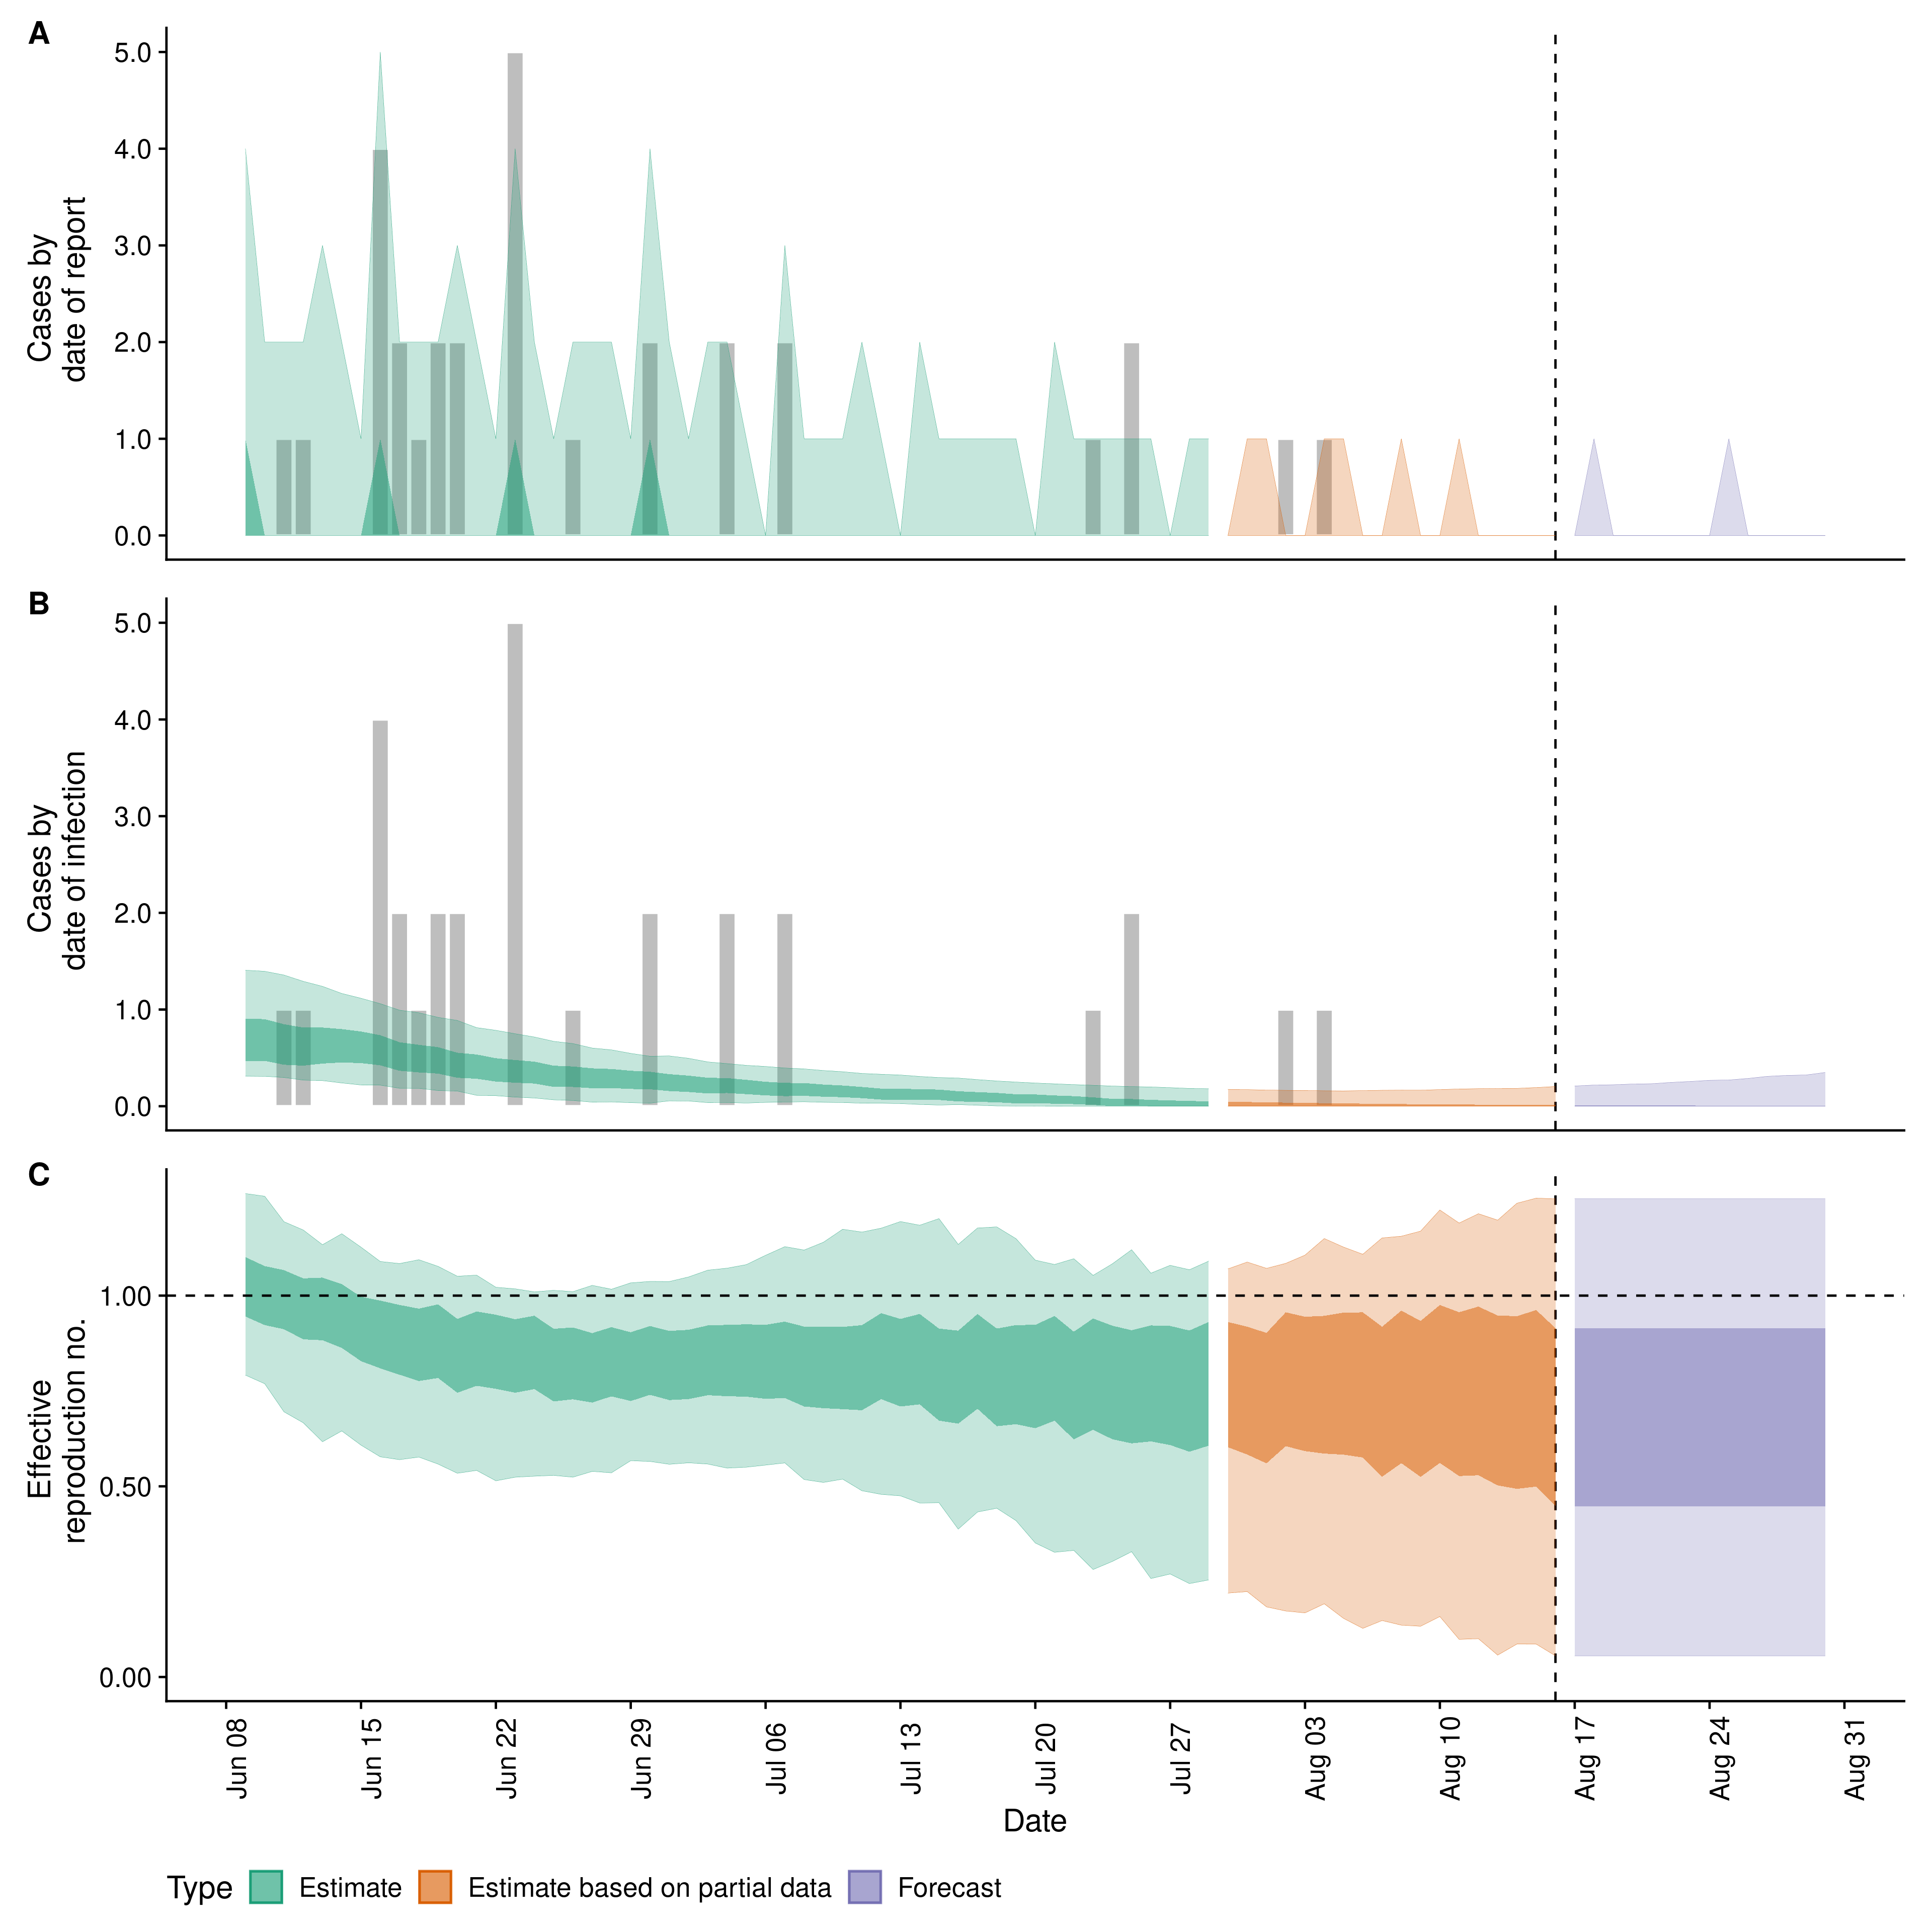 A
5.0
4.0
3.0
2.0
1.0
0.0
Cases by
date of report
B
5.0
4.0
3.0
2.0
1.0
0.0
Cases by
date of infection
C
1.00
0.50
0.00
Effective
reproduction no.
Jun 08
Jun 15
Jun 22
Jun 29
Jul 06
Jul 13
Jul 20
Jul 27
Aug 03
Aug 10
Aug 17
Aug 24
Aug 31
Date
Type
Estimate
Estimate based on partial data
Forecast